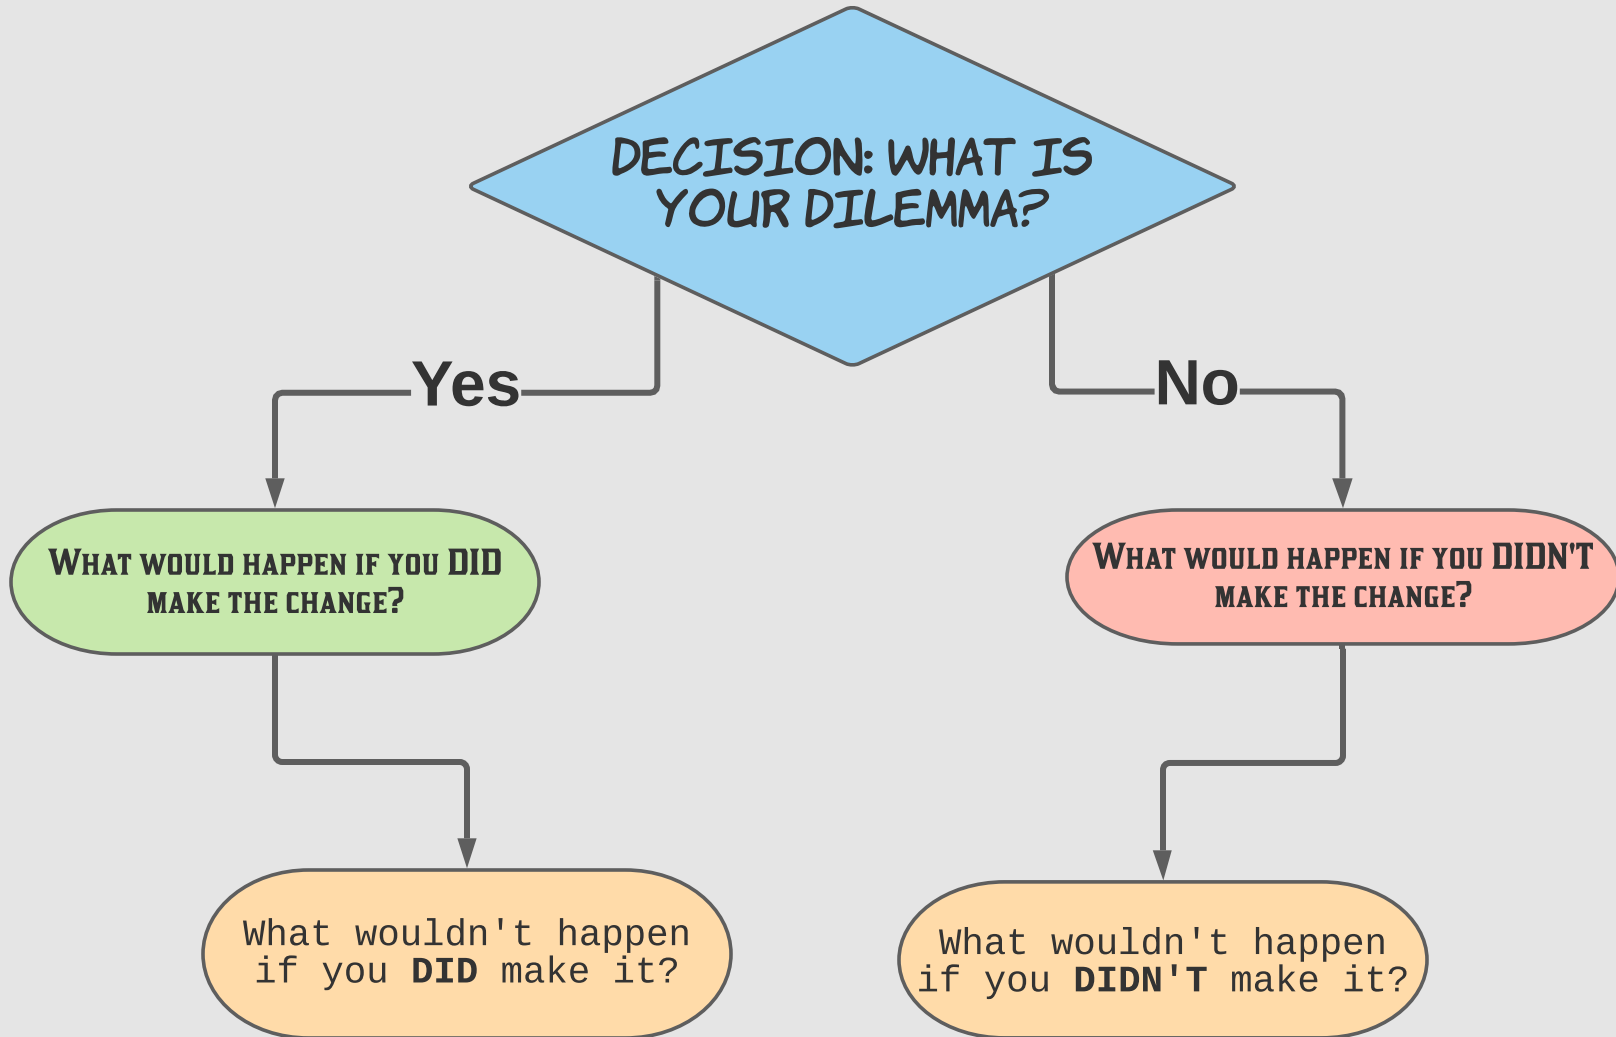 DECISION: WHAT IS
YOUR DILEMMA?
Yes
No
What would happen if you DID
make the change?
What would happen if you DIDN'T
make the change?
What wouldn't happen
if you DID make it?
What wouldn't happen
if you DIDN'T make it?